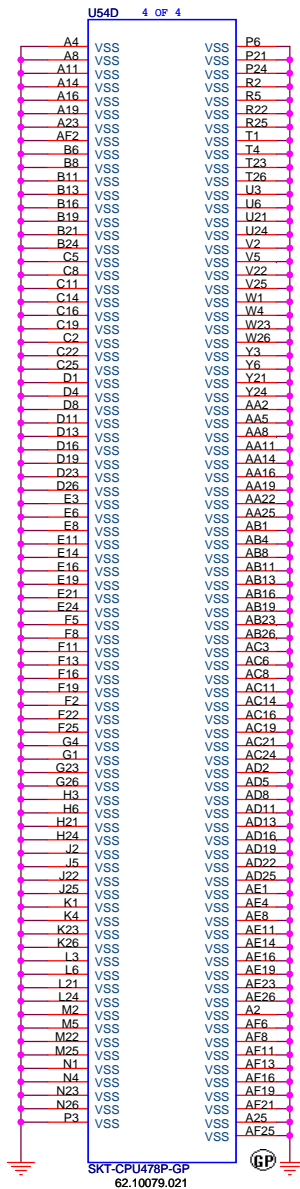 U54D 4 OF 4
A4 VSS VSS P6
A8 VSS VSS P21
A11 VSS VSS P24
A14 VSS VSS R2
A16 VSS VSS R5
A19 VSS VSS R22
A23 VSS VSS R25
AF2 VSS VSS T1
B6 VSS VSS T4
B8 VSS VSS T23
B11 VSS VSS T26
B13 VSS VSS U3
B16 VSS VSS U6
B19 VSS VSS U21
B21 VSS VSS U24
B24 VSS VSS V2
C5 VSS VSS V5
C8 VSS VSS V22
C11 VSS VSS V25
C14 VSS VSS W1
C16 VSS VSS W4
C19 VSS VSS W23
C2 VSS VSS W26
C22 VSS VSS Y3
C25 VSS VSS Y6
D1 VSS VSS Y21
D4 VSS VSS Y24
D8 VSS VSS AA2
D11 VSS VSS AA5
D13 VSS VSS AA8
D16 VSS VSS AA11
D19 VSS VSS AA14
D23 VSS VSS AA16
D26 VSS VSS AA19
E3 VSS VSS AA22
E6 VSS VSS AA25
E8 VSS VSS AB1
E11 VSS VSS AB4
E14 VSS VSS AB8
E16 VSS VSS AB11
E19 VSS VSS AB13
E21 VSS VSS AB16
E24 VSS VSS AB19
F5 VSS VSS AB23
F8 VSS VSS AB26
F11 VSS VSS AC3
F13 VSS VSS AC6
F16 VSS VSS AC8
F19 VSS VSS AC11
F2 VSS VSS AC14
F22 VSS VSS AC16
F25 VSS VSS AC19
G4 VSS VSS AC21
G1 VSS VSS AC24
G23 VSS VSS AD2
G26 VSS VSS AD5
H3 VSS VSS AD8
H6 VSS VSS AD11
H21 VSS VSS AD13
H24 VSS VSS AD16
J2 VSS VSS AD19
J5 VSS VSS AD22
J22 VSS VSS AD25
J25 VSS VSS AE1
K1 VSS VSS AE4
K4 VSS VSS AE8
K23 VSS VSS AE11
K26 VSS VSS AE14
L3 VSS VSS AE16
L6 VSS VSS AE19
L21 VSS VSS AE23
L24 VSS VSS AE26
M2 VSS VSS A2
M5 VSS VSS AF6
M22 VSS VSS AF8
M25 VSS VSS AF11
N1 VSS VSS AF13
N4 VSS VSS AF16
N23 VSS VSS AF19
N26 VSS VSS AF21
P3 VSS VSS A25
VSS AF25
GP
SKT-CPU478P-GP
62.10079.021